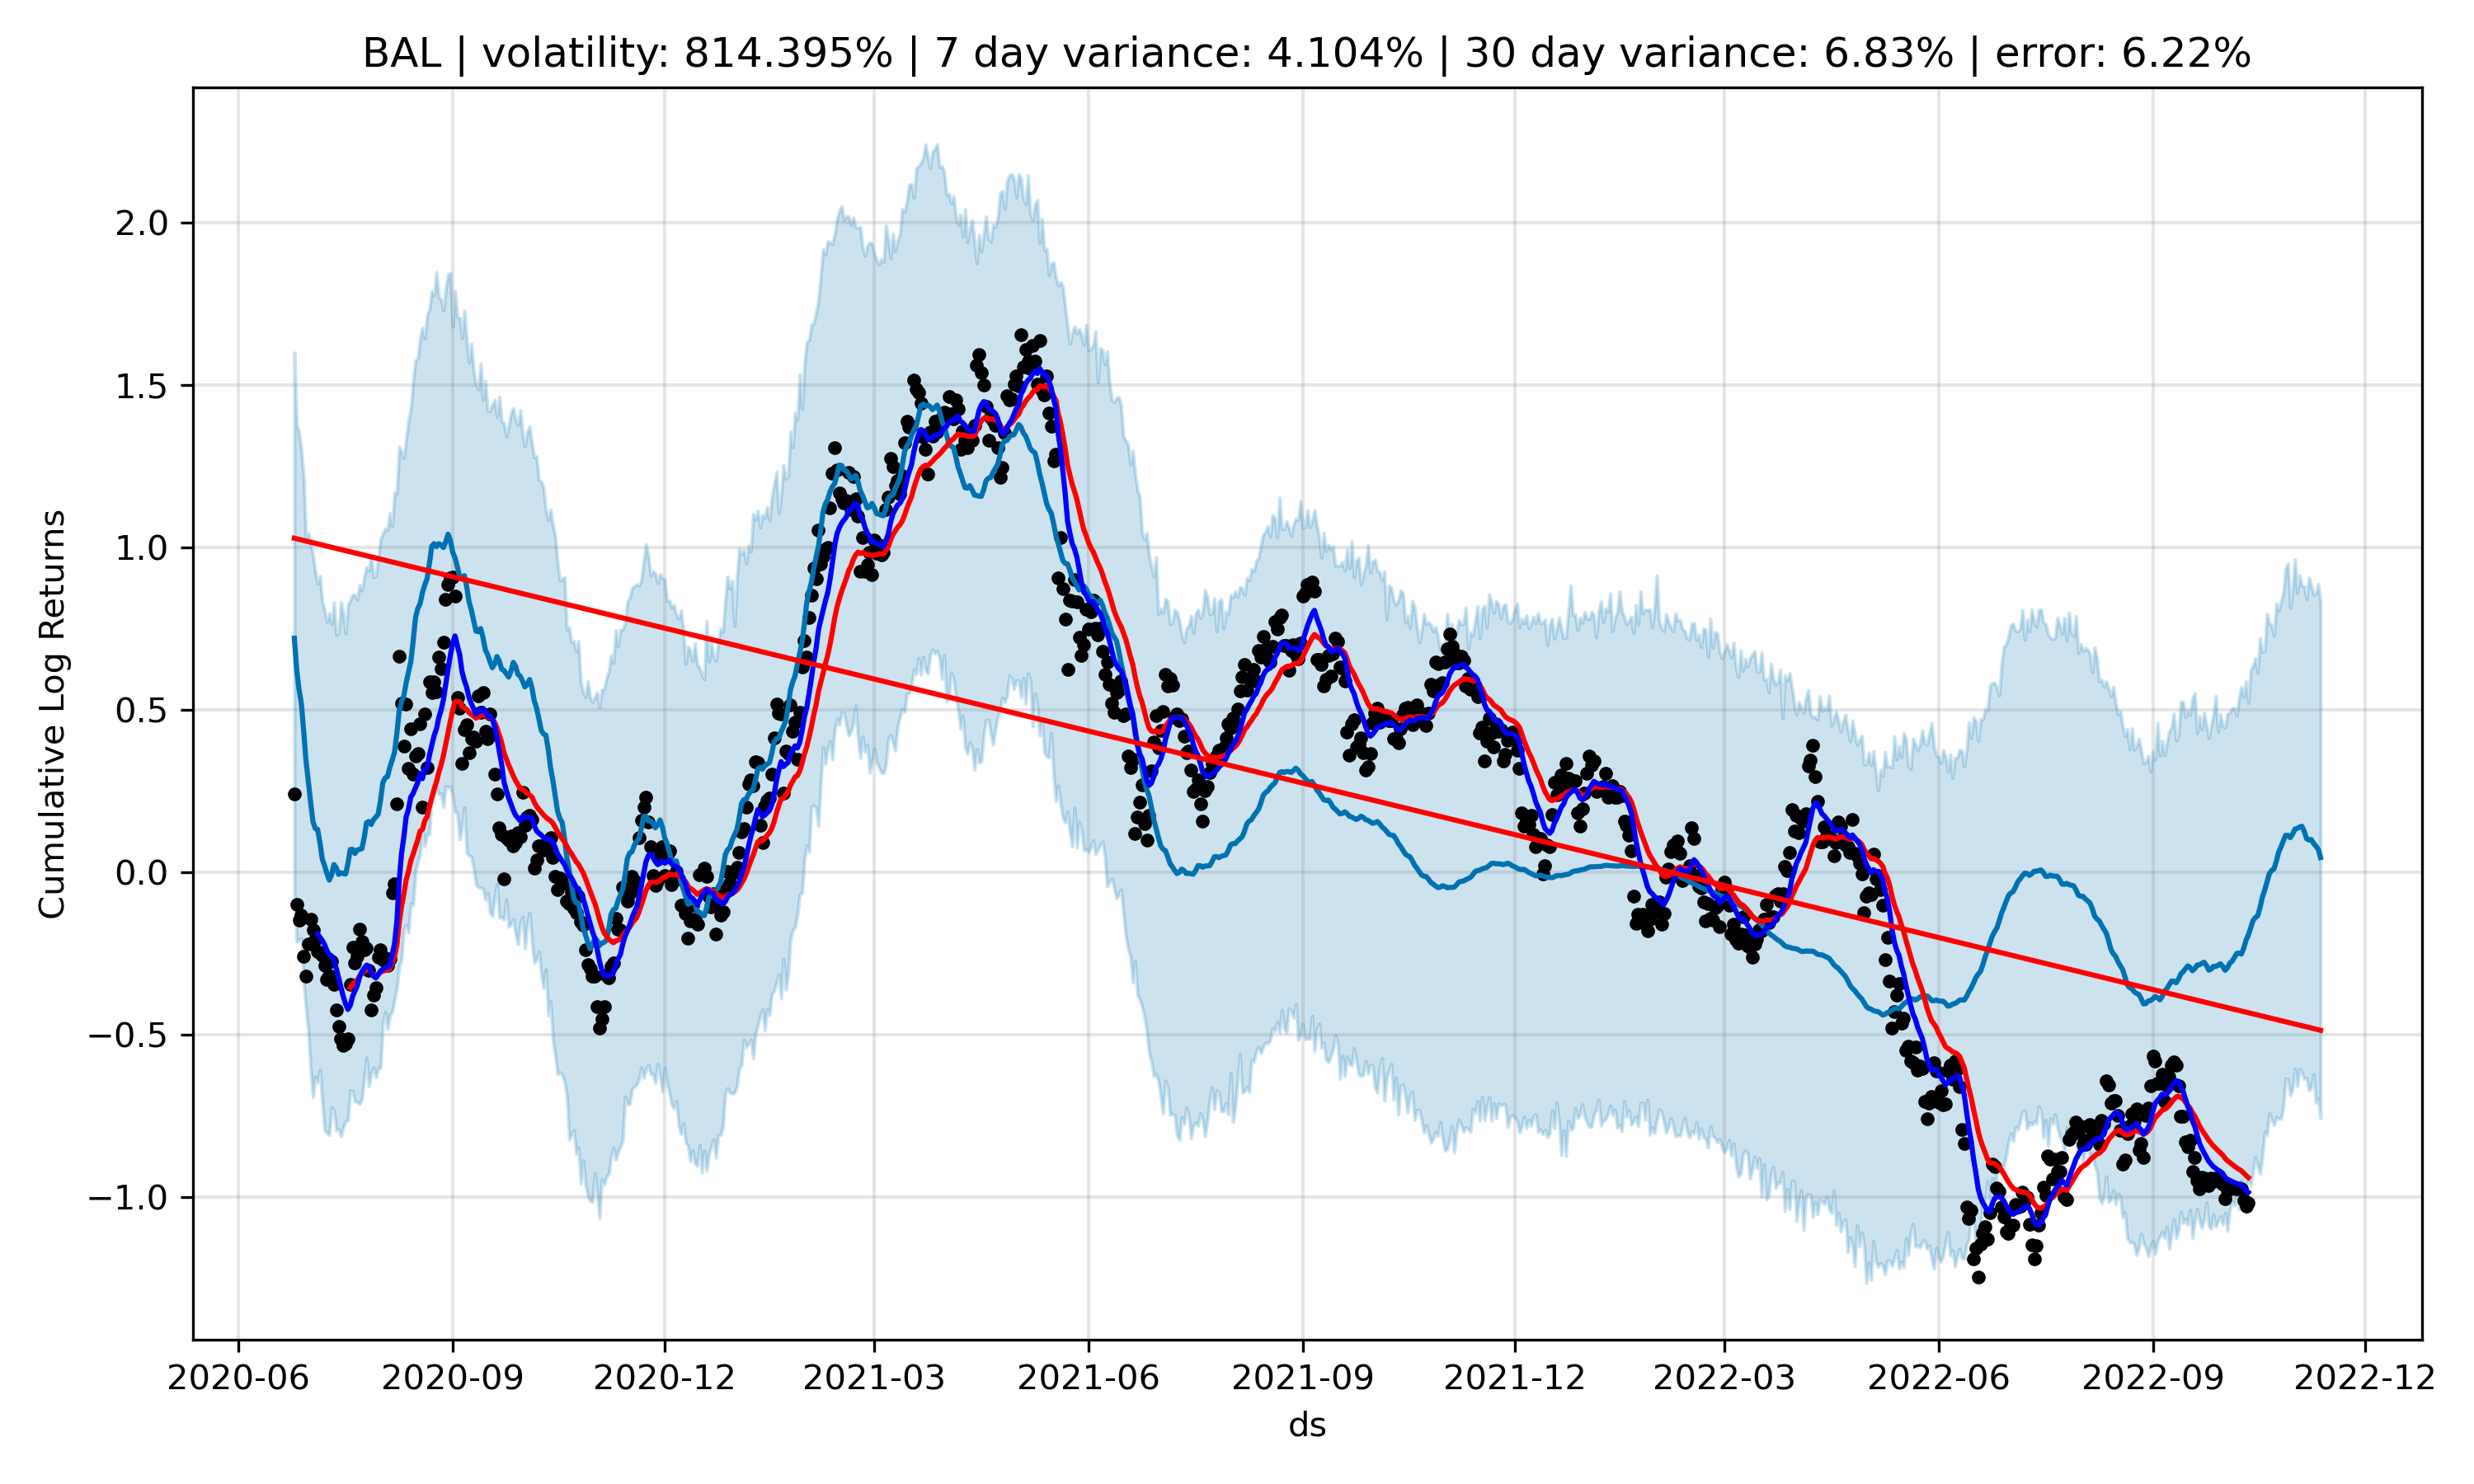 BAL | volatility: 814.395% | 7 day variance: 4.104% | 30 day variance: 6.83% | error: 6.22%
Cumulative Log Returns
2.0
1.5
1.0
0.5
0.0
−0.5
−1.0
2020-06 2020-09 2020-12 2021-03 2021-06 2021-09 2021-12 2022-03 2022-06 2022-09 2022-12
ds